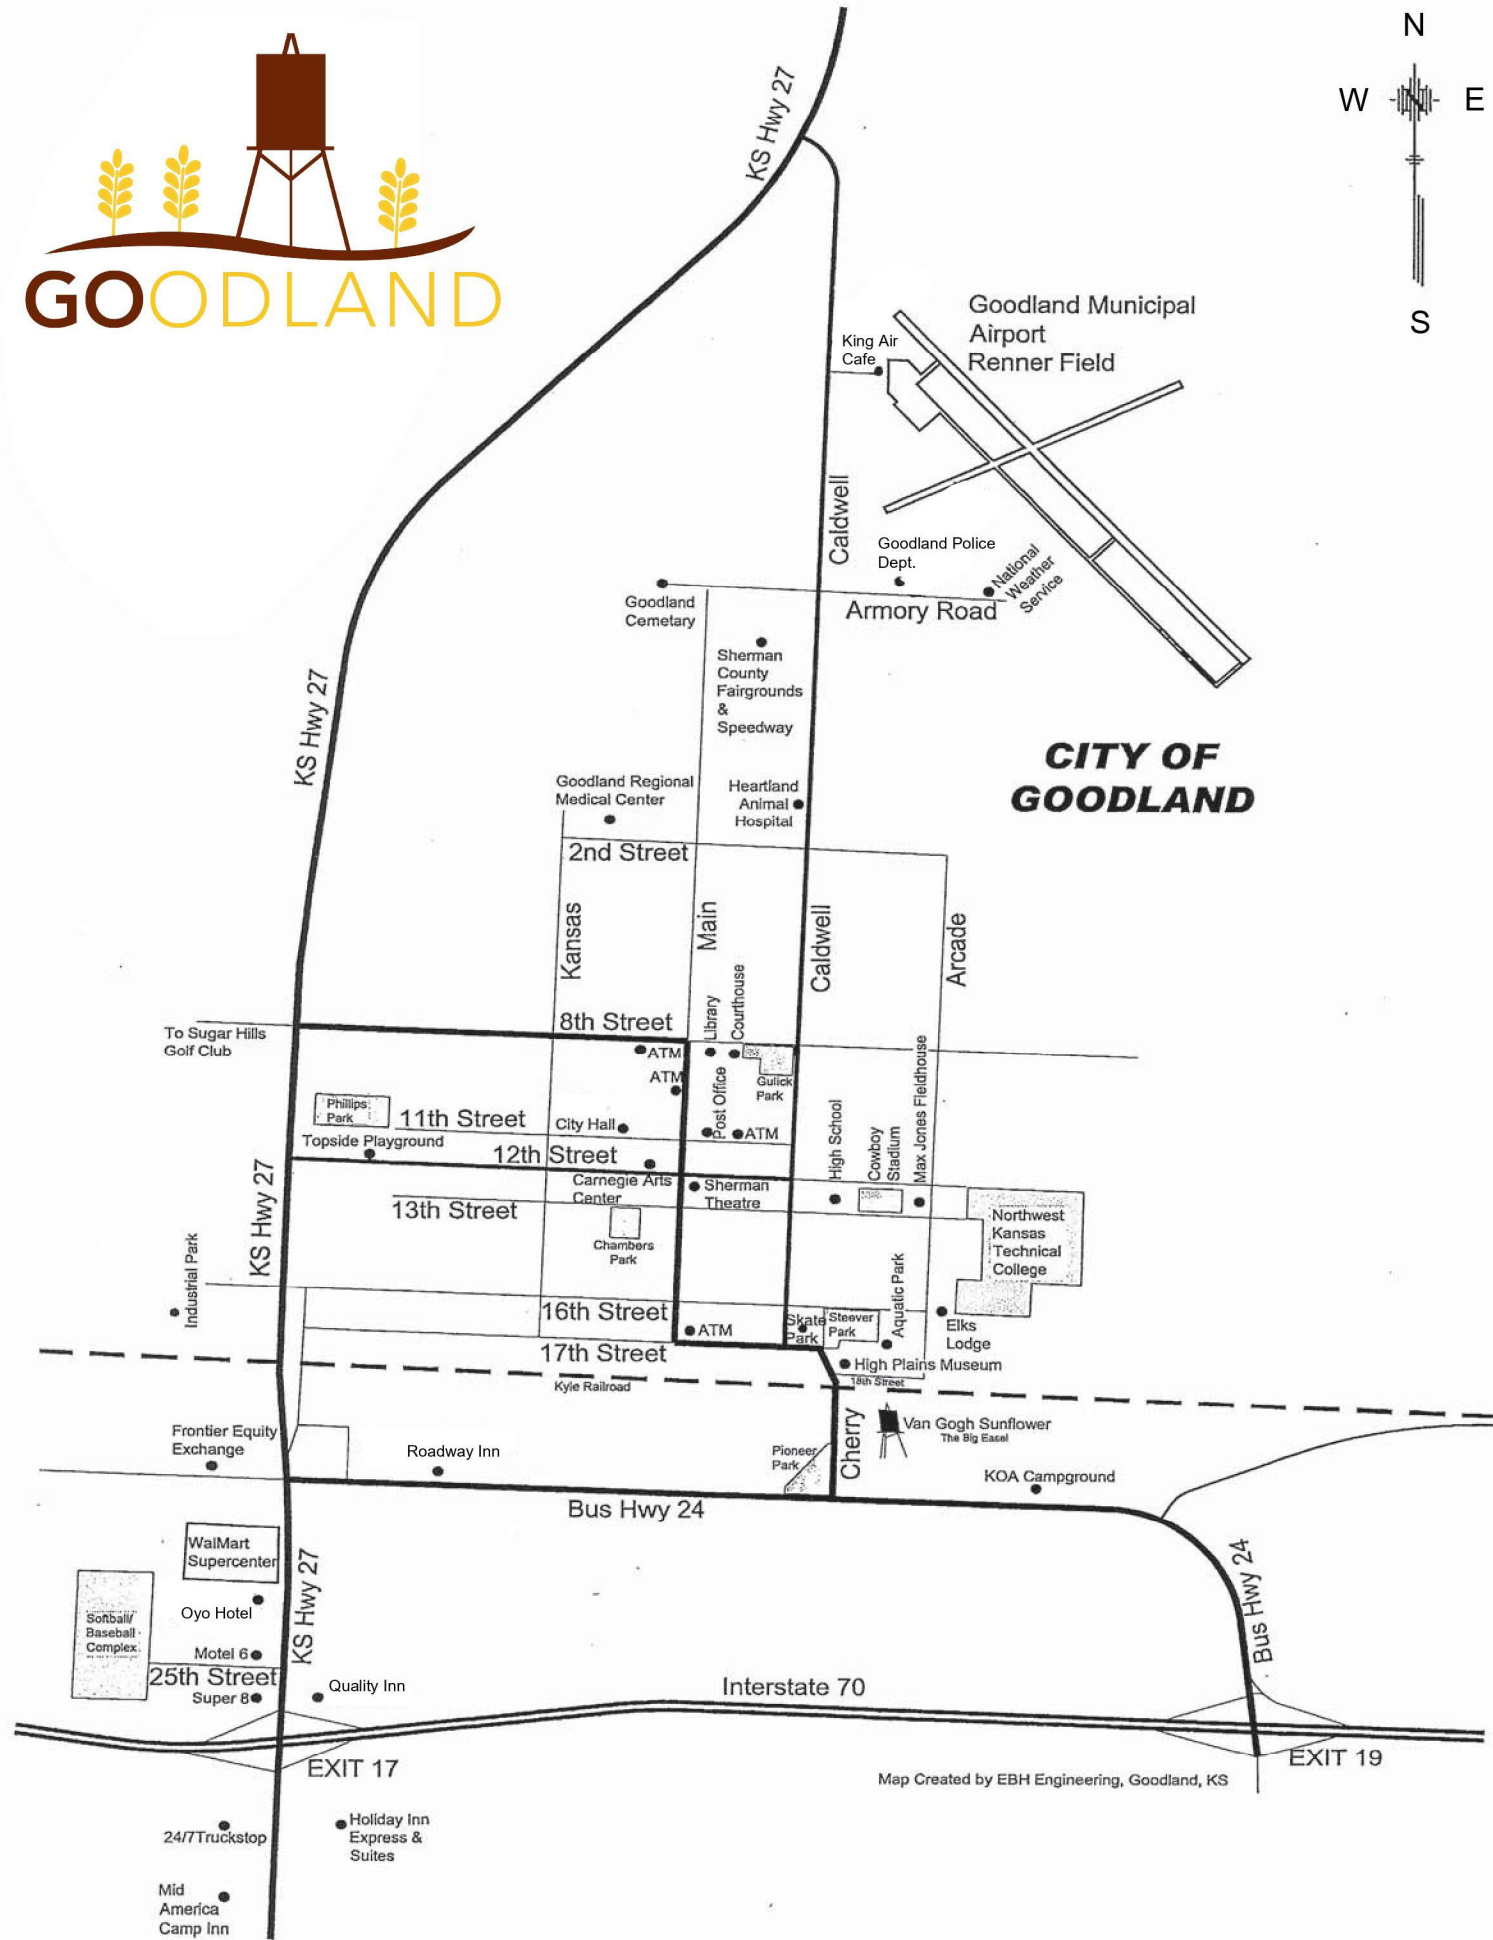 N
W E
S
KS Hwy 27
GOODLAND
Goodland Municipal
Airport
Renner Field
King Air
Cafe
Caldwell
Goodland Police
Dept.
National
Weather
Service
Goodland
Cemetary
Armory Road
Sherman
County
Fairgrounds
&
Speedway
KS Hwy 27
CITY OF
GOODLAND
Goodland Regional
Medical Center
Heartland
Animal
Hospital
2nd Street
Kansas
Main
Caldwell
Arcade
Library
Courthouse
8th Street
To Sugar Hills
Golf Club
ATM
ATM
Post Office
Gulick
Park
Max Jones Fieldhouse
Phillips
Park
11th Street
City Hall
ATM
High School
Cowboy
Stadium
Topside Playground
12th Street
Carnegie Arts
Center
Sherman
Theatre
13th Street
KS Hwy 27
Chambers
Park
Northwest
Kansas
Technical
College
Industrial Park
Aquatic Park
16th Street
ATM
Skate
Park
Steever
Park
Elks
Lodge
17th Street
High Plains Museum
18th Street
Kyle Railroad
Cherry
Van Gogh Sunflower
The Big Easel
Frontier Equity
Exchange
Roadway Inn
Pioneer
Park
KOA Campground
Bus Hwy 24
WalMart
Supercenter
KS Hwy 27
Bus Hwy 24
Oyo Hotel
Softball/
Baseball
Complex
Motel 6
25th Street
Super 8
Quality Inn
Interstate 70
EXIT 17
EXIT 19
Map Created by EBH Engineering, Goodland, KS
24/7Truckstop
Holiday Inn
Express &
Suites
Mid
America
Camp Inn